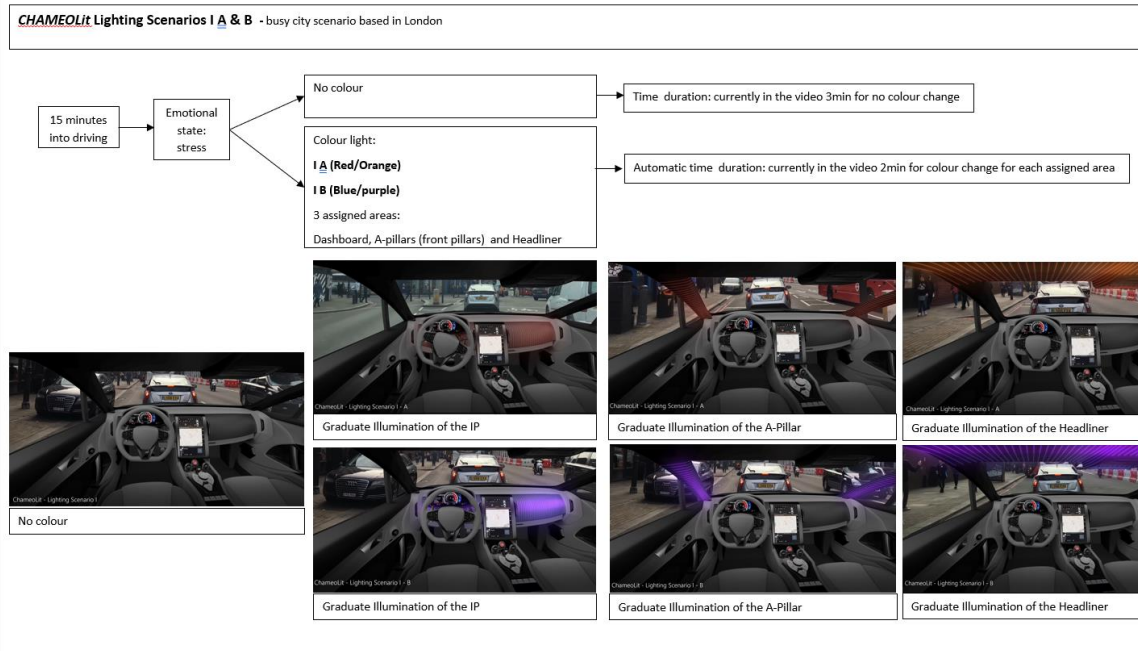 CHAMEOLit Lighting Scenarios I A & B - busy city scenario based in London
15 minutes
into driving
Emotional
state:
stress
No colour
Time duration: currently in the video 3min for no colour change
Colour light:
I A (Red/Orange)
I B (Blue/purple)
3 assigned areas:
Dashboard, A-pillars (front pillars) and Headliner
Automatic time duration: currently in the video 2min for colour change for each assigned area
ChameoLit - Lighting Scenario I
No colour
ChameoLit - Lighting Scenario I - A
Graduate Illumination of the IP
ChameoLit - Lighting Scenario I - A
Graduate Illumination of the A-Pillar
ChameoLit - Lighting Scenario I - A
Graduate Illumination of the Headliner
ChameoLit - Lighting Scenario I - B
Graduate Illumination of the IP
ChameoLit - Lighting Scenario I - B
Graduate Illumination of the A-Pillar
ChameoLit - Lighting Scenario I - B
Graduate Illumination of the Headliner